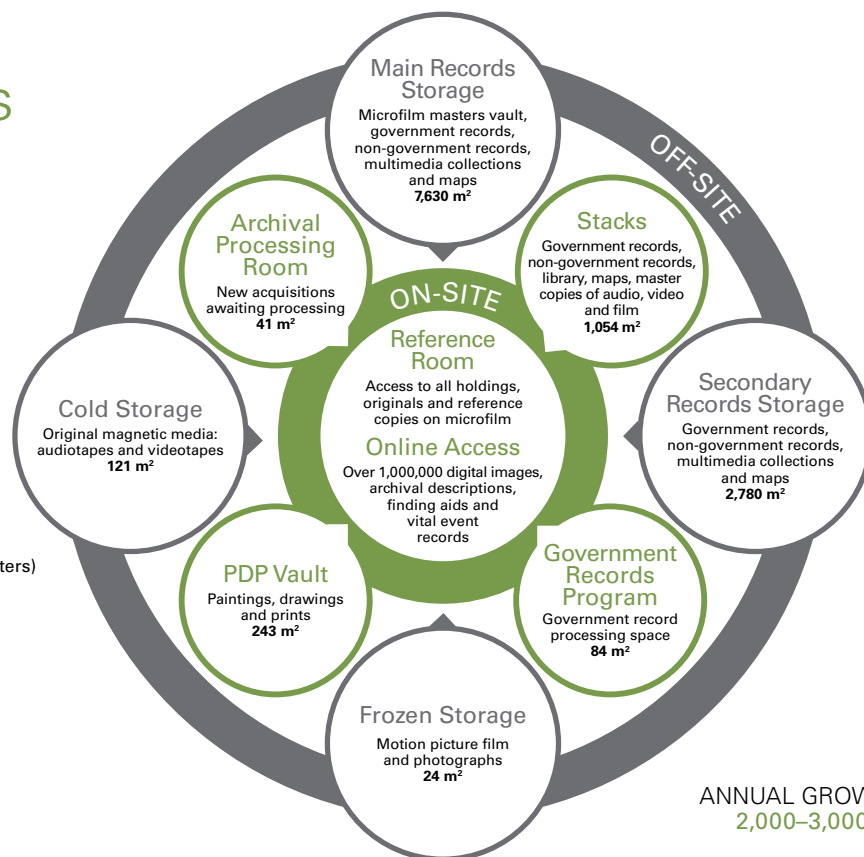 S
Main Records
Storage
Microfilm masters vault,
government records,
non-government records,
multimedia collections
and maps
7,630 m²
OFF-SITE
Archival
Processing
Room
New acquisitions
awaiting processing
41 m²
Stacks
Government records,
non-government records,
library, maps, master
copies of audio, video
and film
1,054 m²
ON-SITE
Reference
Room
Access to all holdings,
originals and reference
copies on microfilm
Online Access
Over 1,000,000 digital images,
archival descriptions,
finding aids and
vital event
records
Cold Storage
Original magnetic media:
audiotapes and videotapes
121 m²
Secondary
Records Storage
Government records,
non-government records,
multimedia collections
and maps
2,780 m²
ters)
PDP Vault
Paintings, drawings
and prints
243 m²
Government
Records
Program
Government record
processing space
84 m²
Frozen Storage
Motion picture film
and photographs
24 m²
ANNUAL GROW
2,000–3,000